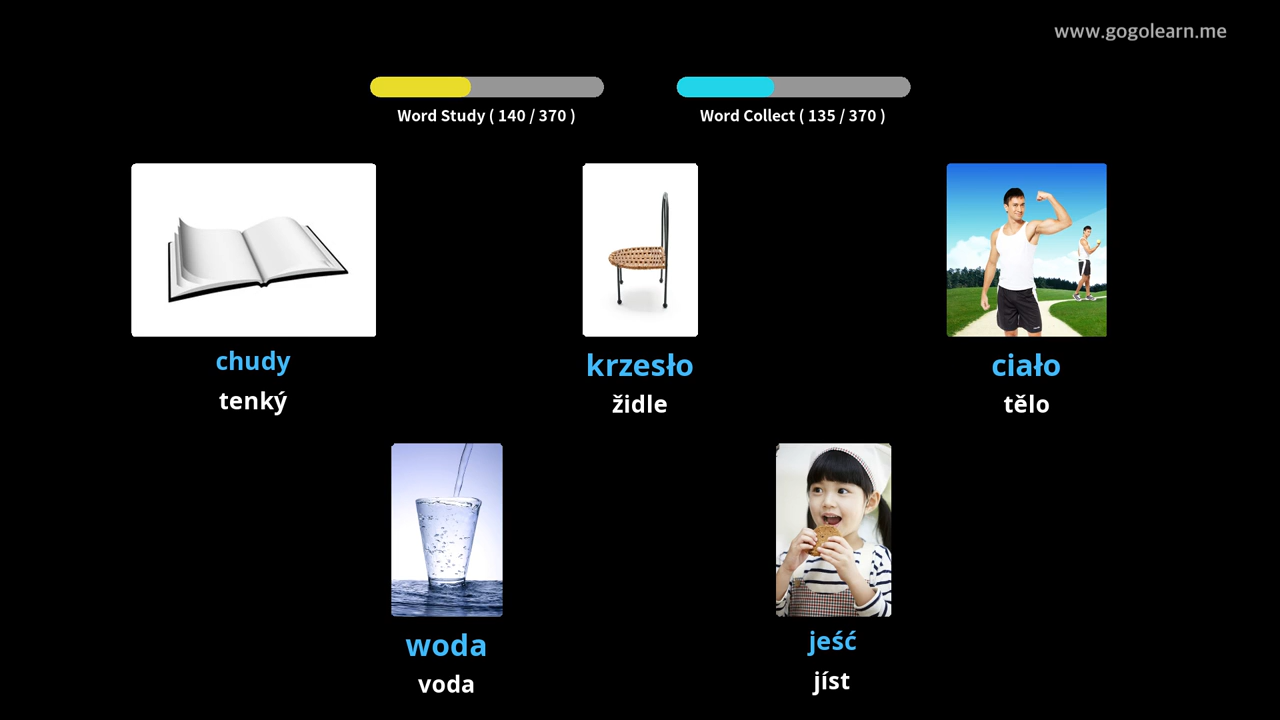 www.gogolearn.me
Word Study ( 140 / 370 )
Word Collect ( 135 / 370 )
chudy
tenký
krzesło
židle
ciało
tělo
woda
voda
jeść
jíst